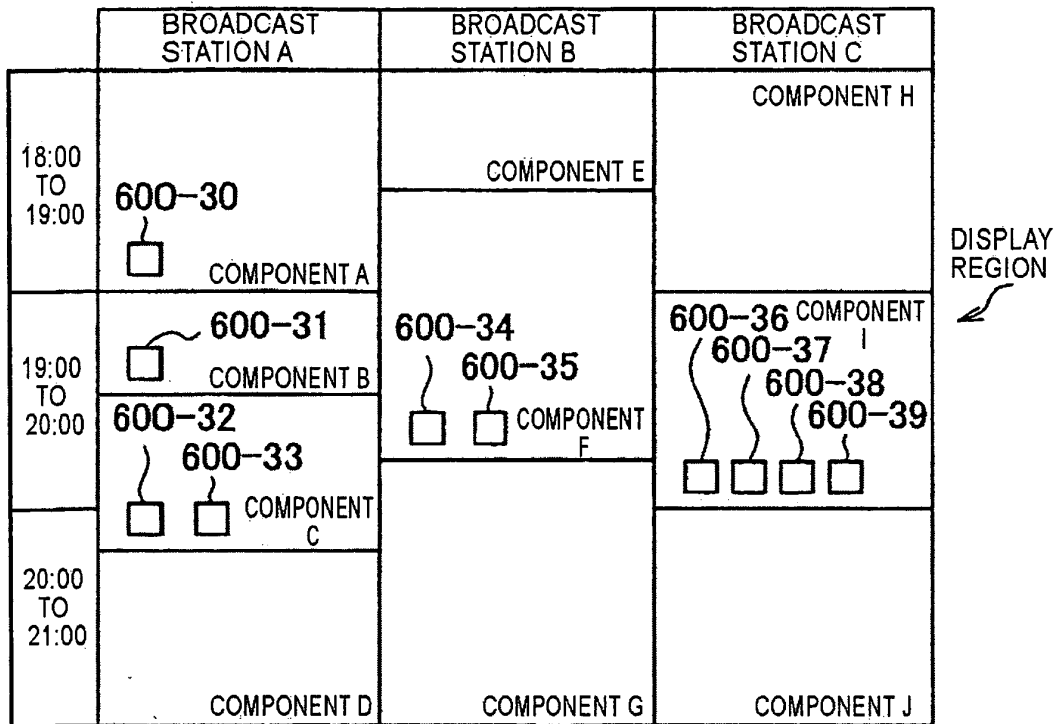 BROADCAST
STATION A
BROADCAST
STATION B
BROADCAST
STATION C
18:00
TO
19:00
600-30
COMPONENT A
COMPONENT E
COMPONENT H
DISPLAY
REGION
19:00
TO
20:00
600-31
COMPONENT B
600-32
600-33
COMPONENT
C
600-34
600-35
COMPONENT
F
600-36
COMPONENT
I
600-37
600-38
600-39
20:00
TO
21:00
COMPONENT D
COMPONENT G
COMPONENT J